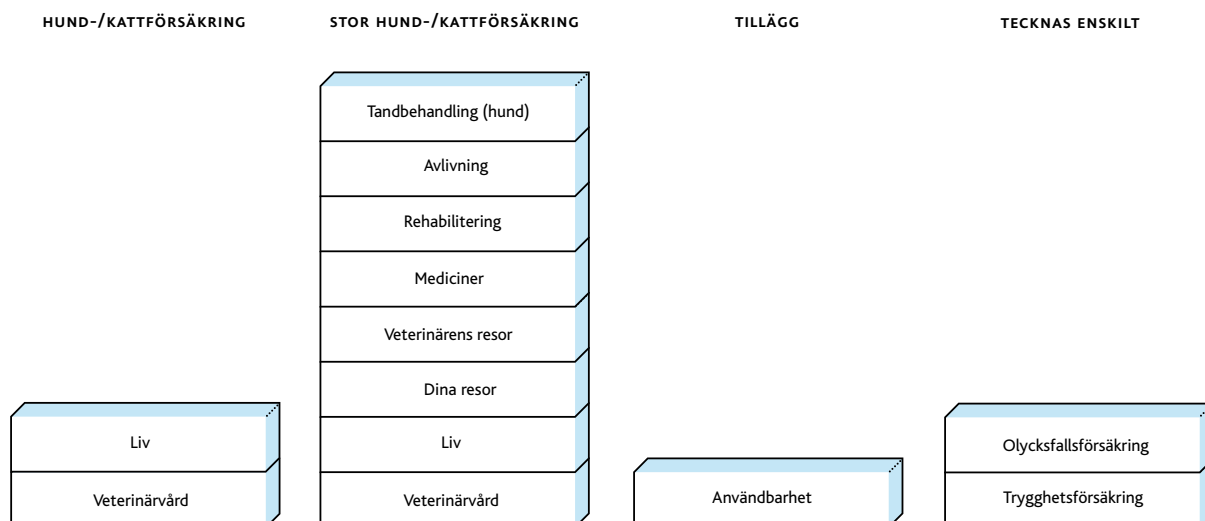 HUND-/KATTFÖRSÄKRING
STOR HUND-/KATTFÖRSÄKRING
TILLÄGG
TECKNAS ENSKILT
Tandbehandling (hund)
Avlivning
Rehabilitering
Mediciner
Veterinärens resor
Dina resor
Liv
Liv
Olycksfallsförsäkring
Veterinärvård
Veterinärvård
Användbarhet
Trygghetsförsäkring